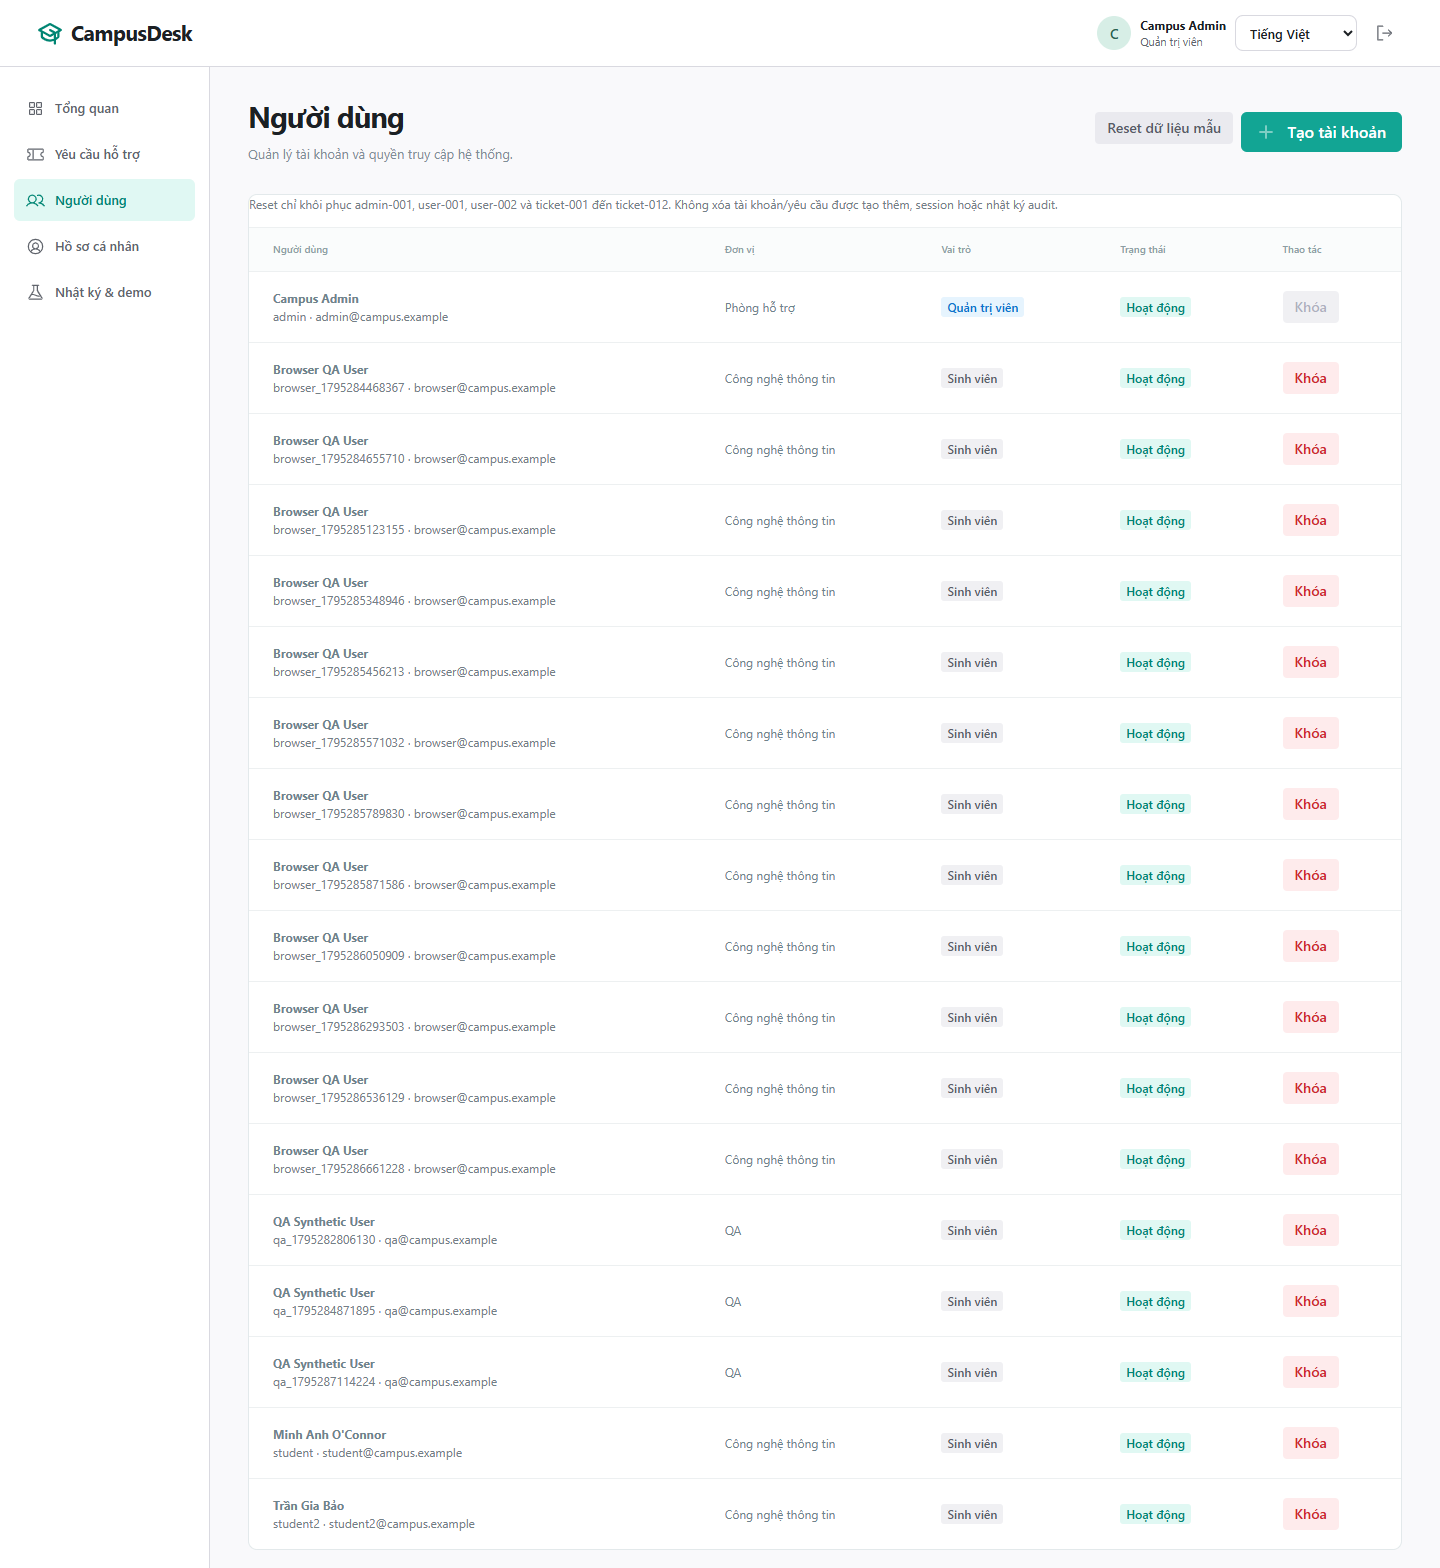 CampusDesk
C
Campus Admin
Quản trị viên
Tiếng Việt
Tổng quan
Yêu cầu hỗ trợ
Người dùng
Hồ sơ cá nhân
Nhật ký & demo
Người dùng
Quản lý tài khoản và quyền truy cập hệ thống.
Reset dữ liệu mẫu
Tạo tài khoản
Reset chỉ khôi phục admin-001, user-001, user-002 và ticket-001 đến ticket-012. Không xóa tài khoản/yêu cầu được tạo thêm, session hoặc nhật ký audit.
Người dùng Đơn vị Vai trò Trạng thái Thao tác
Campus Admin
admin · admin@campus.example
Phòng hỗ trợ Quản trị viên Hoạt động Khóa
Browser QA User
browser_1795284468367 · browser@campus.example
Công nghệ thông tin Sinh viên Hoạt động Khóa
Browser QA User
browser_1795284655710 · browser@campus.example
Công nghệ thông tin Sinh viên Hoạt động Khóa
Browser QA User
browser_1795285123155 · browser@campus.example
Công nghệ thông tin Sinh viên Hoạt động Khóa
Browser QA User
browser_1795285348946 · browser@campus.example
Công nghệ thông tin Sinh viên Hoạt động Khóa
Browser QA User
browser_1795285456213 · browser@campus.example
Công nghệ thông tin Sinh viên Hoạt động Khóa
Browser QA User
browser_1795285571032 · browser@campus.example
Công nghệ thông tin Sinh viên Hoạt động Khóa
Browser QA User
browser_1795285789830 · browser@campus.example
Công nghệ thông tin Sinh viên Hoạt động Khóa
Browser QA User
browser_1795285871586 · browser@campus.example
Công nghệ thông tin Sinh viên Hoạt động Khóa
Browser QA User
browser_1795286050909 · browser@campus.example
Công nghệ thông tin Sinh viên Hoạt động Khóa
Browser QA User
browser_1795286293503 · browser@campus.example
Công nghệ thông tin Sinh viên Hoạt động Khóa
Browser QA User
browser_1795286536129 · browser@campus.example
Công nghệ thông tin Sinh viên Hoạt động Khóa
Browser QA User
browser_1795286661228 · browser@campus.example
Công nghệ thông tin Sinh viên Hoạt động Khóa
QA Synthetic User
qa_1795282806130 · qa@campus.example
QA Sinh viên Hoạt động Khóa
QA Synthetic User
qa_1795284871895 · qa@campus.example
QA Sinh viên Hoạt động Khóa
QA Synthetic User
qa_1795287114224 · qa@campus.example
QA Sinh viên Hoạt động Khóa
Minh Anh O'Connor
student · student@campus.example
Công nghệ thông tin Sinh viên Hoạt động Khóa
Trần Gia Bảo
student2 · student2@campus.example
Công nghệ thông tin Sinh viên Hoạt động Khóa